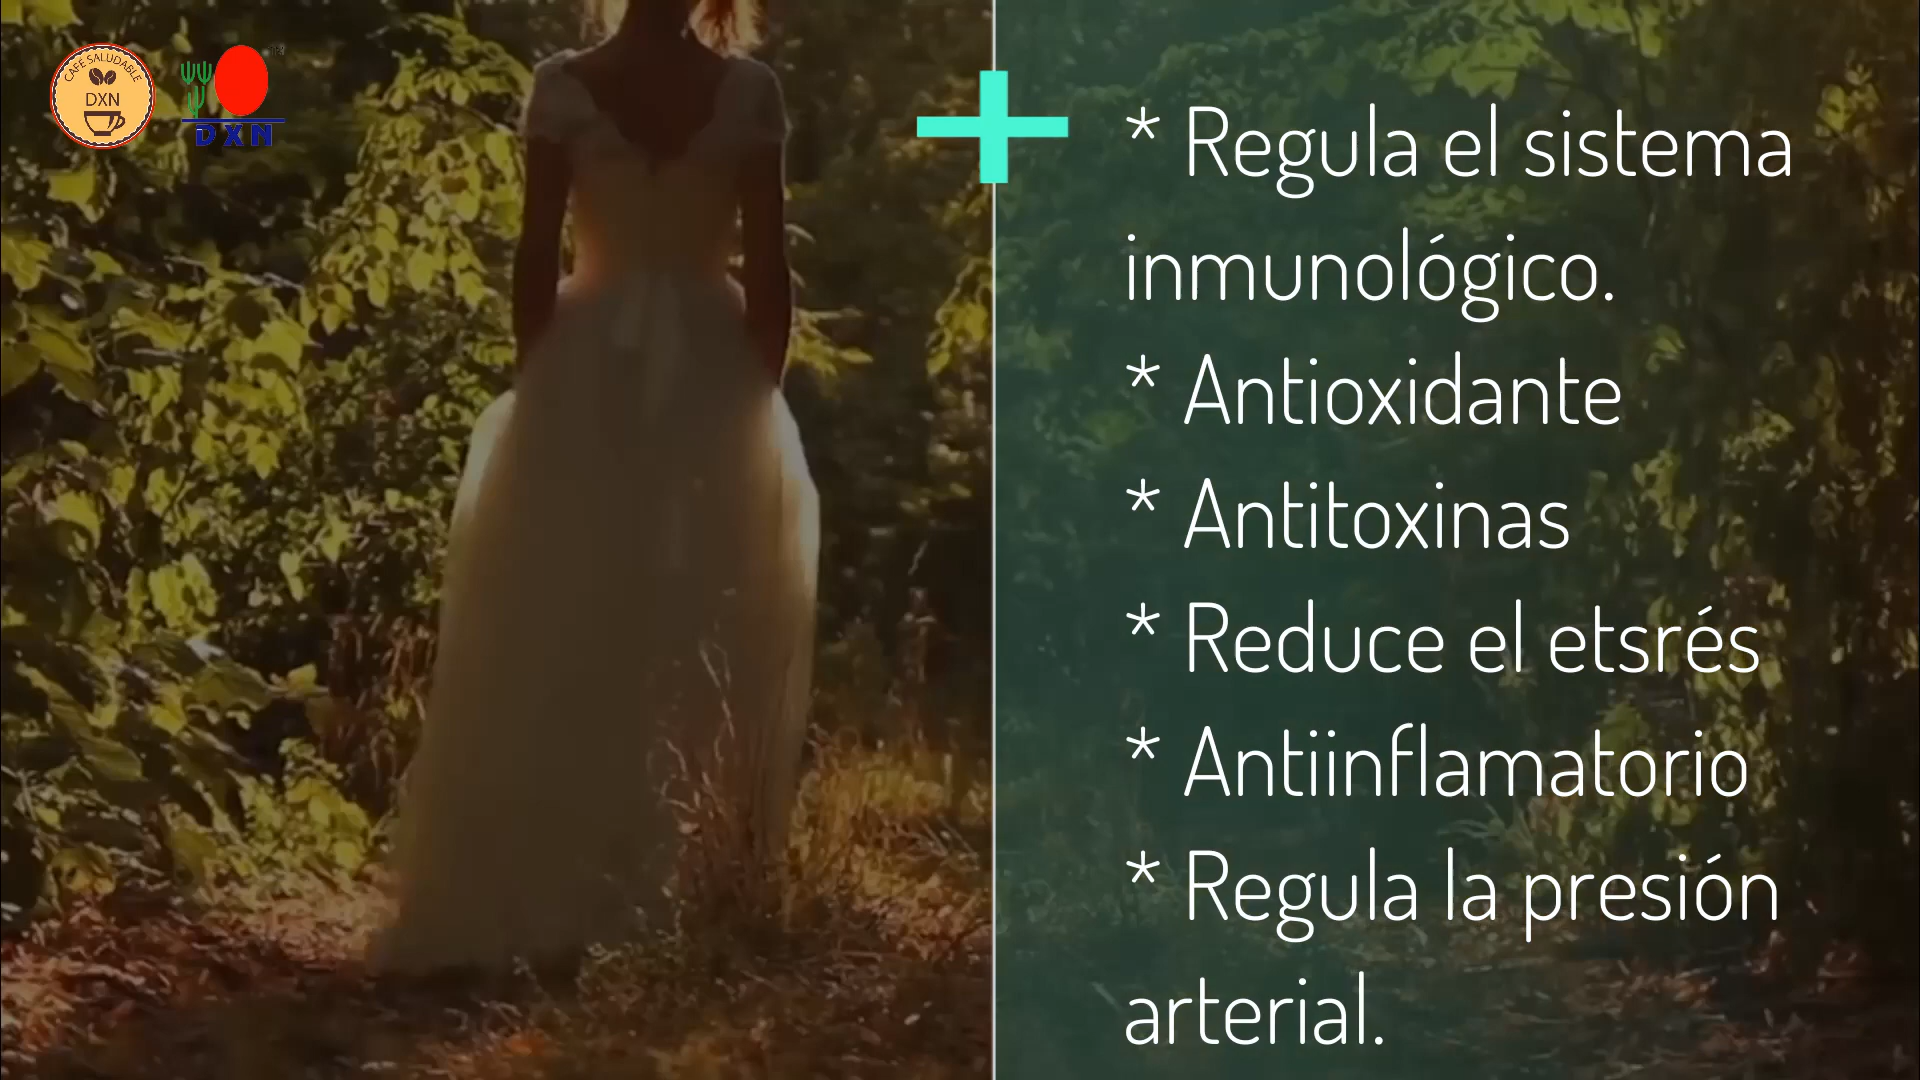 CAFÉ SALUDABLE
DXN
DXN
* Regula el sistema
inmunológico.
* Antioxidante
* Antitoxinas
* Reduce el etsrés
* Antiinflamatorio
* Regula la presión
arterial.